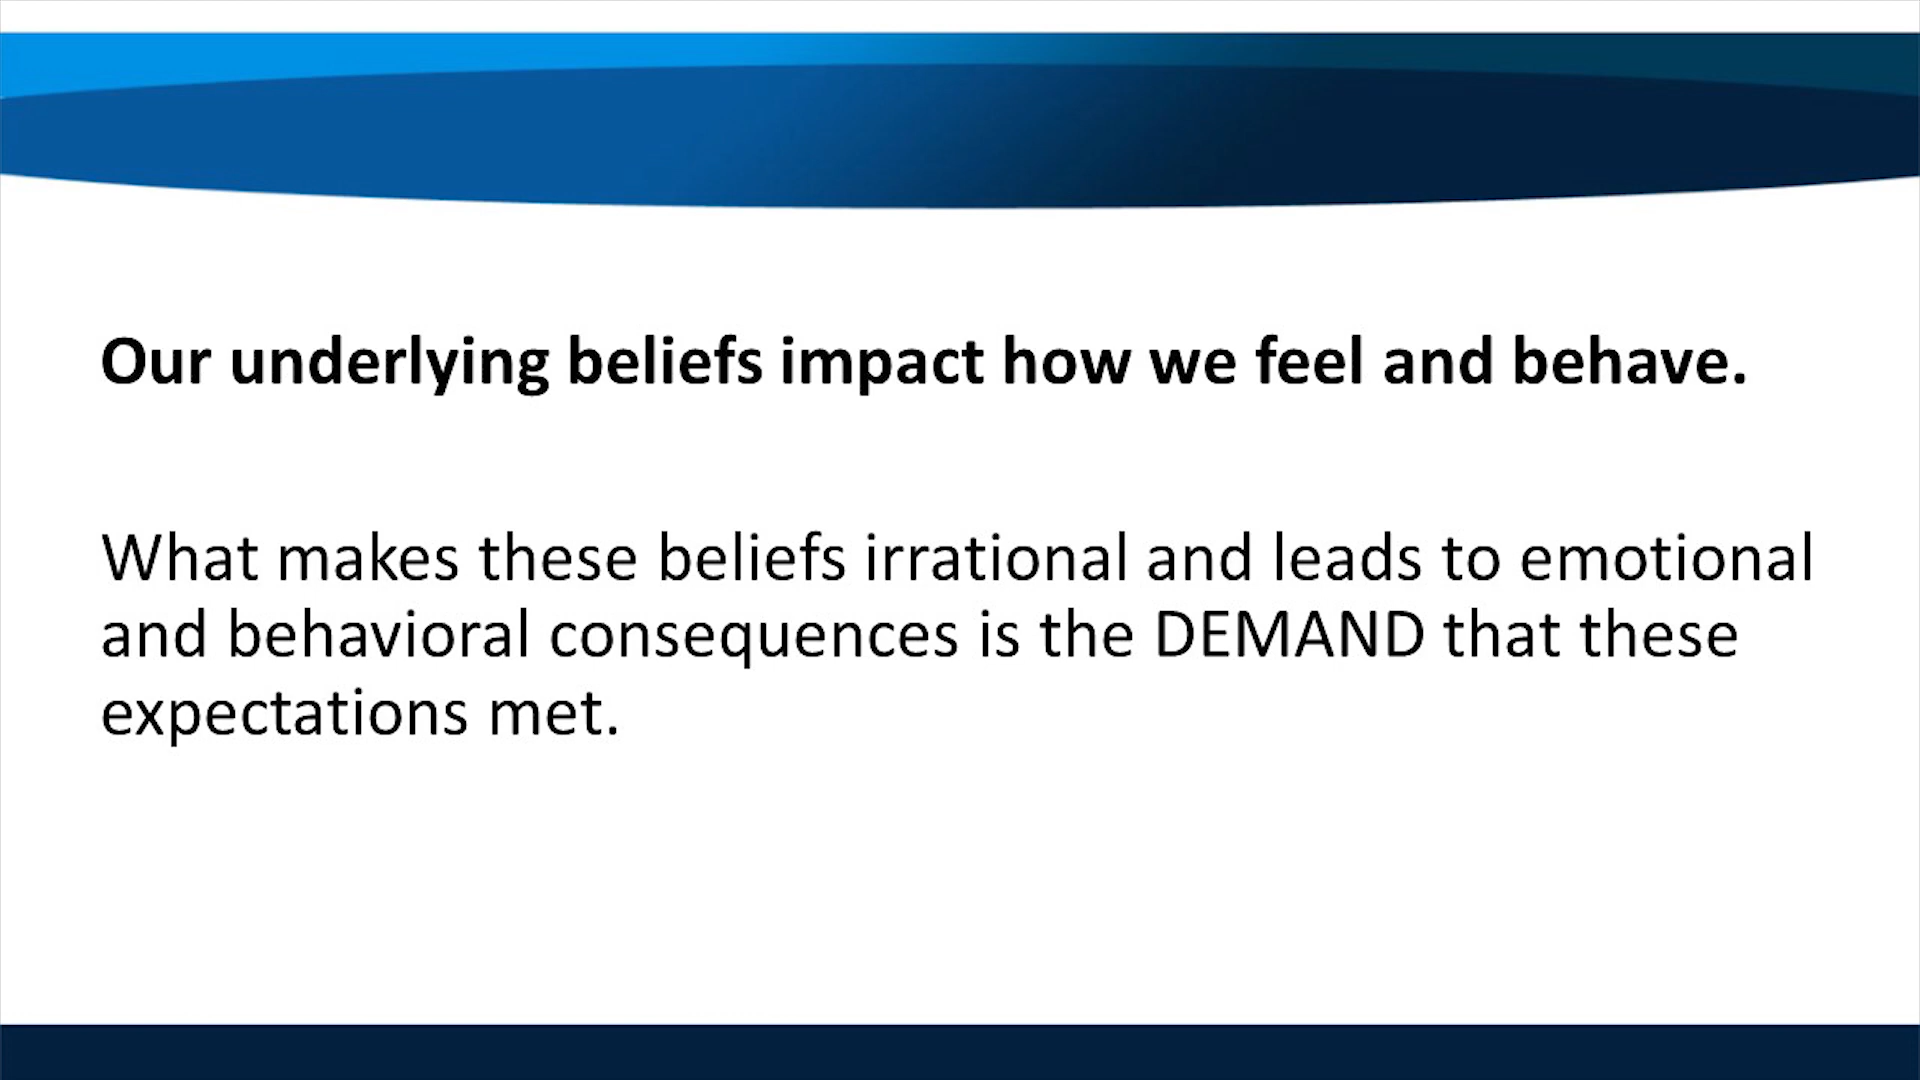 Our underlying beliefs impact how we feel and behave.
What makes these beliefs irrational and leads to emotional
and behavioral consequences is the DEMAND that these
expectations met.